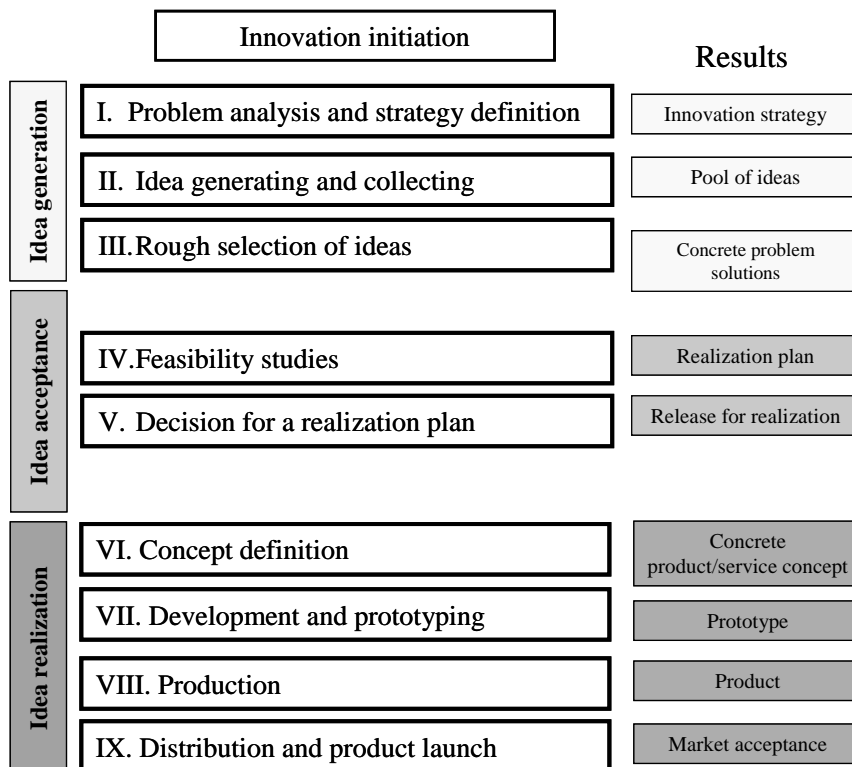 Innovation initiation
Results
Idea generation
I. Problem analysis and strategy definition
Innovation strategy
II. Idea generating and collecting
Pool of ideas
III. Rough selection of ideas
Concrete problem
solutions
Idea acceptance
IV. Feasibility studies
Realization plan
V. Decision for a realization plan
Release for realization
Idea realization
VI. Concept definition
Concrete
product/service concept
VII. Development and prototyping
Prototype
VIII. Production
Product
IX. Distribution and product launch
Market acceptance